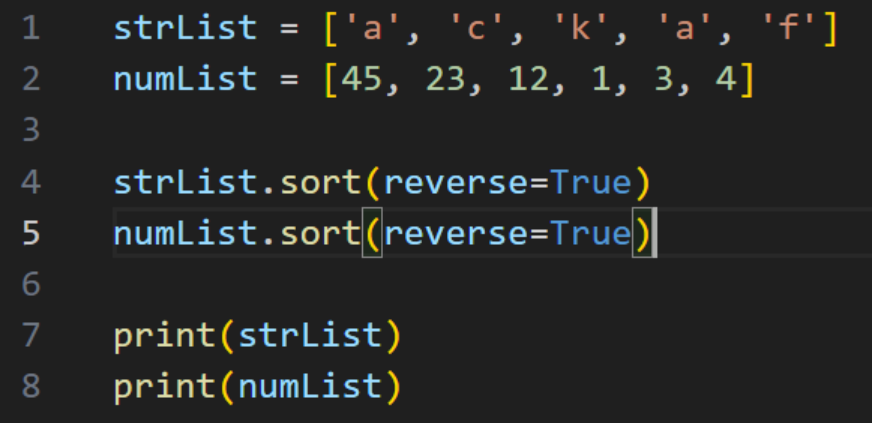 1 strList = ['a', 'c', 'k', 'a', 'f']
2 numList = [45, 23, 12, 1, 3, 4]
3
4 strList.sort(reverse=True)
5 numList.sort(reverse=True)
6
7 print(strList)
8 print(numList)